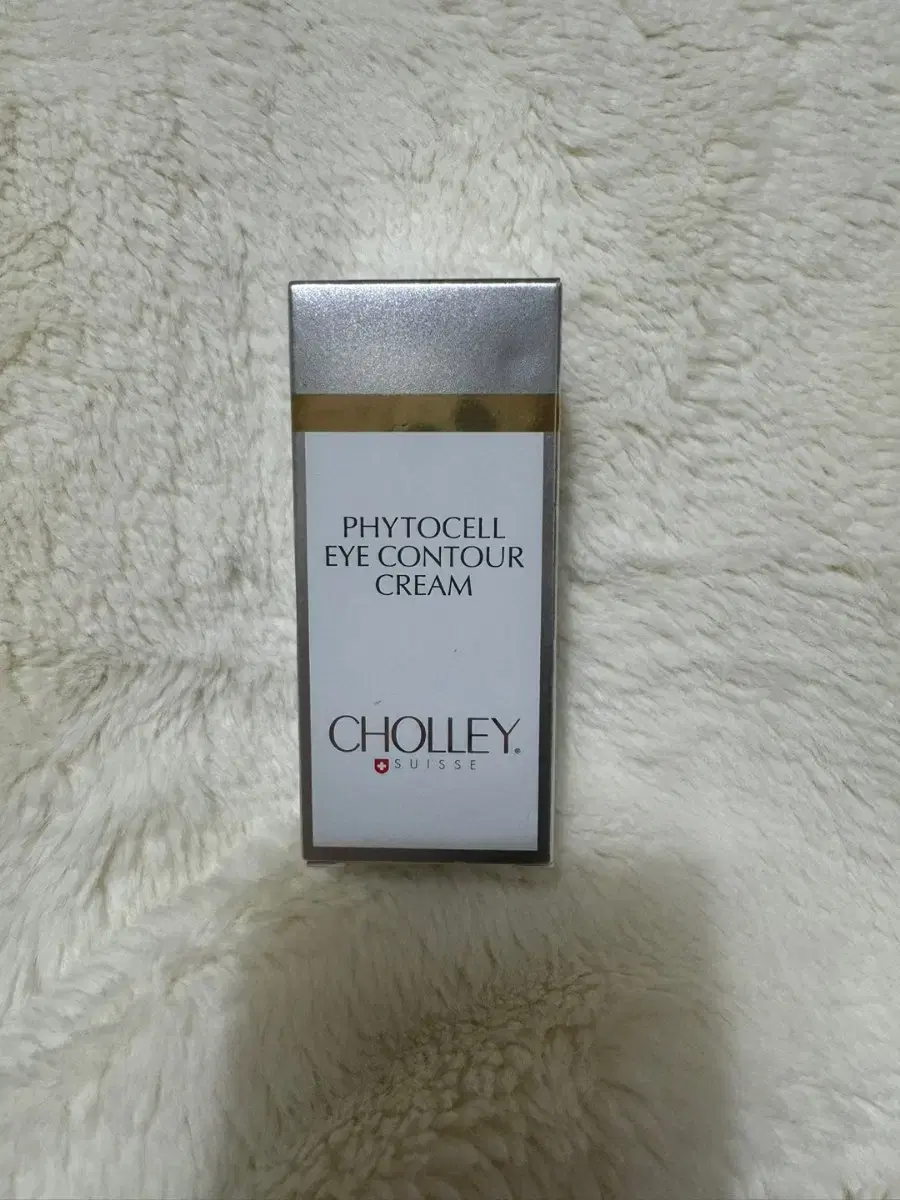 PHYTOCELL
EYE CONTOUR
CREAM
CHOLLEY®
SUISSE